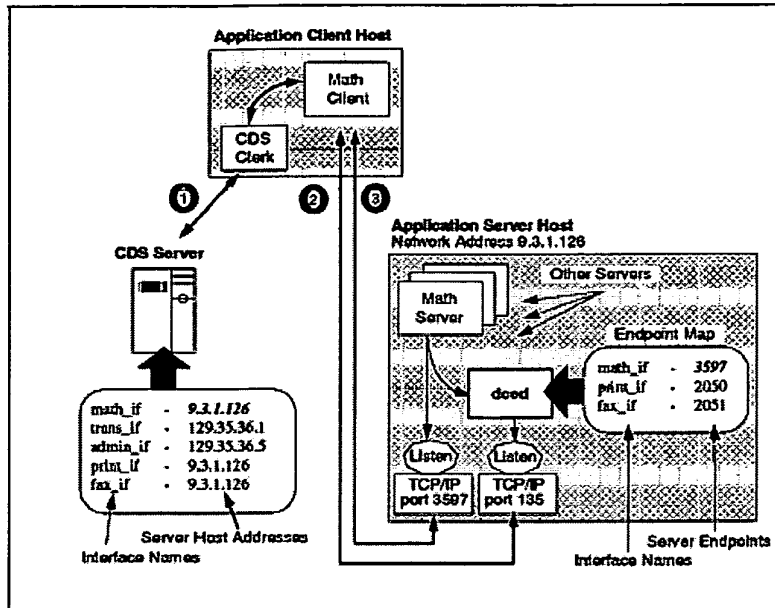 Application Client Host
Math
Client
CDS
Clerk
1
2
3
CDS Server
Application Server Host
Network Address 9.3.1.126
Other Servers
Math
Server
Endpoint Map
math_if - 3597
print_if - 2050
fax_if - 2051
dced
math_if - 9.3.1.126
trans_if - 129.35.36.1
admin_if - 129.35.36.5
print_if - 9.3.1.126
fax_if - 9.3.1.126
Listen
Listen
TCP/IP
port 3597
TCP/IP
port 135
Server Host Addresses
Interface Names
Server Endpoints
Interface Names